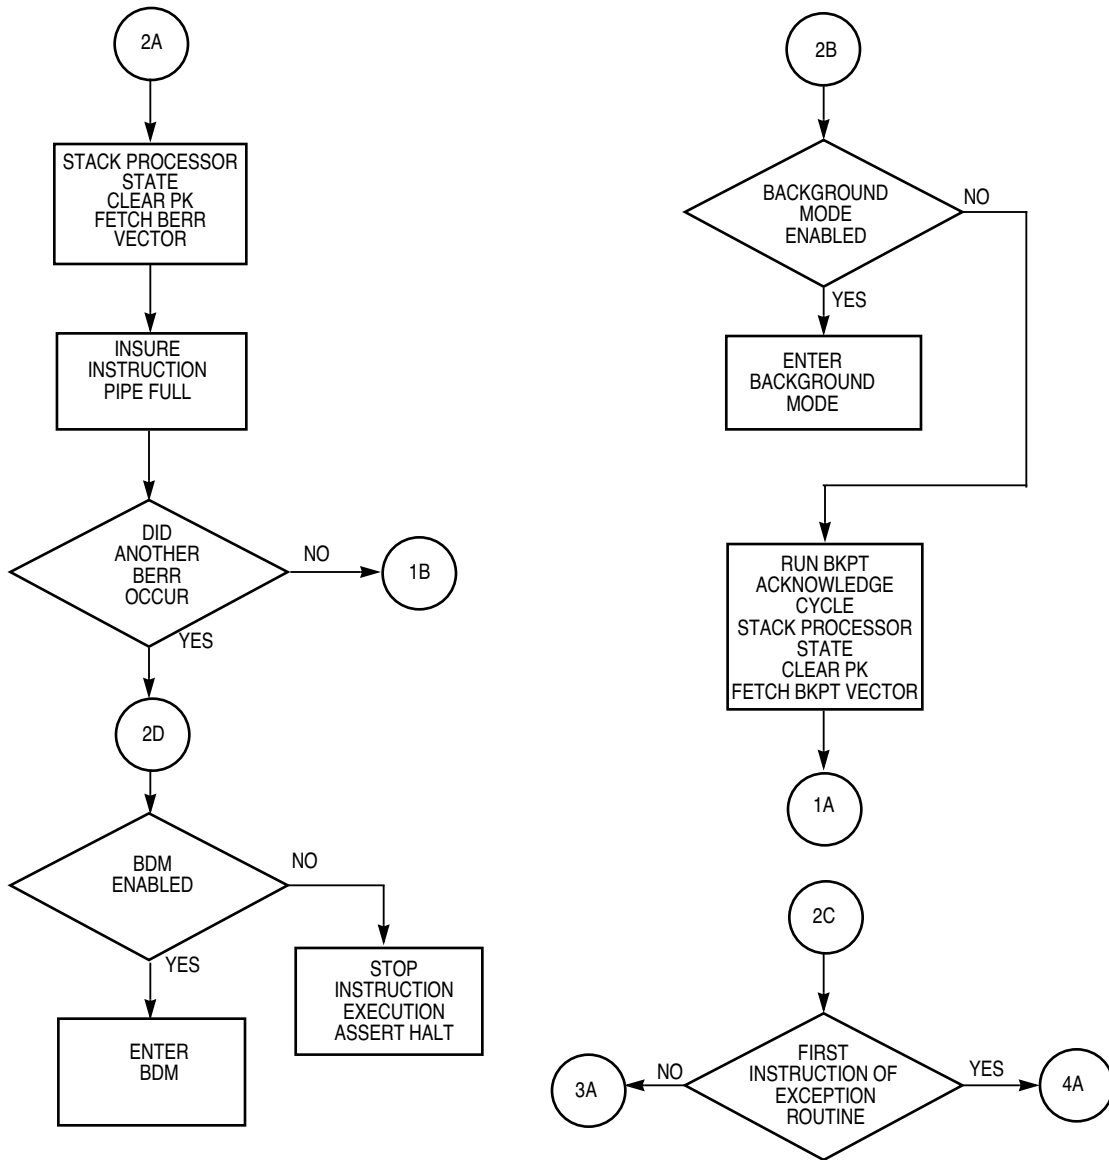 2A
STACK PROCESSOR
STATE
CLEAR PK
FETCH BERR
VECTOR
INSURE
INSTRUCTION
PIPE FULL
DID
ANOTHER
BERR
OCCUR
NO
1B
YES
2D
BDM
ENABLED
NO
YES
STOP
INSTRUCTION
EXECUTION
ASSERT HALT
ENTER
BDM
2B
BACKGROUND
MODE
ENABLED
NO
YES
ENTER
BACKGROUND
MODE
RUN BKPT
ACKNOWLEDGE
CYCLE
STACK PROCESSOR
STATE
CLEAR PK
FETCH BKPT VECTOR
1A
2C
FIRST
INSTRUCTION OF
EXCEPTION
ROUTINE
NO
3A
YES
4A